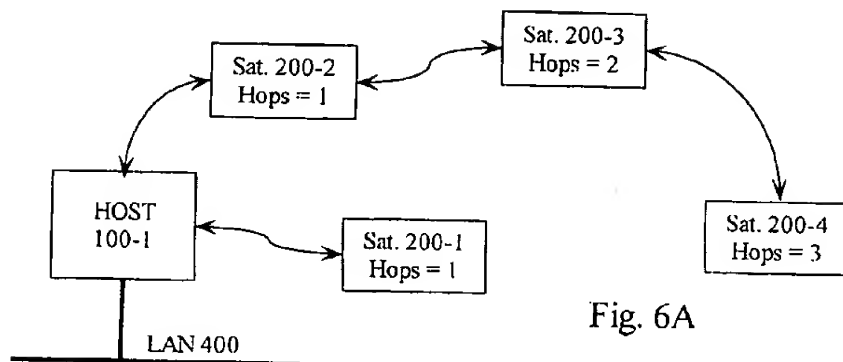 Sat. 200-2
Hops = 1
Sat. 200-3
Hops = 2
HOST
100-1
Sat. 200-1
Hops = 1
Sat. 200-4
Hops = 3
Fig. 6A
LAN 400